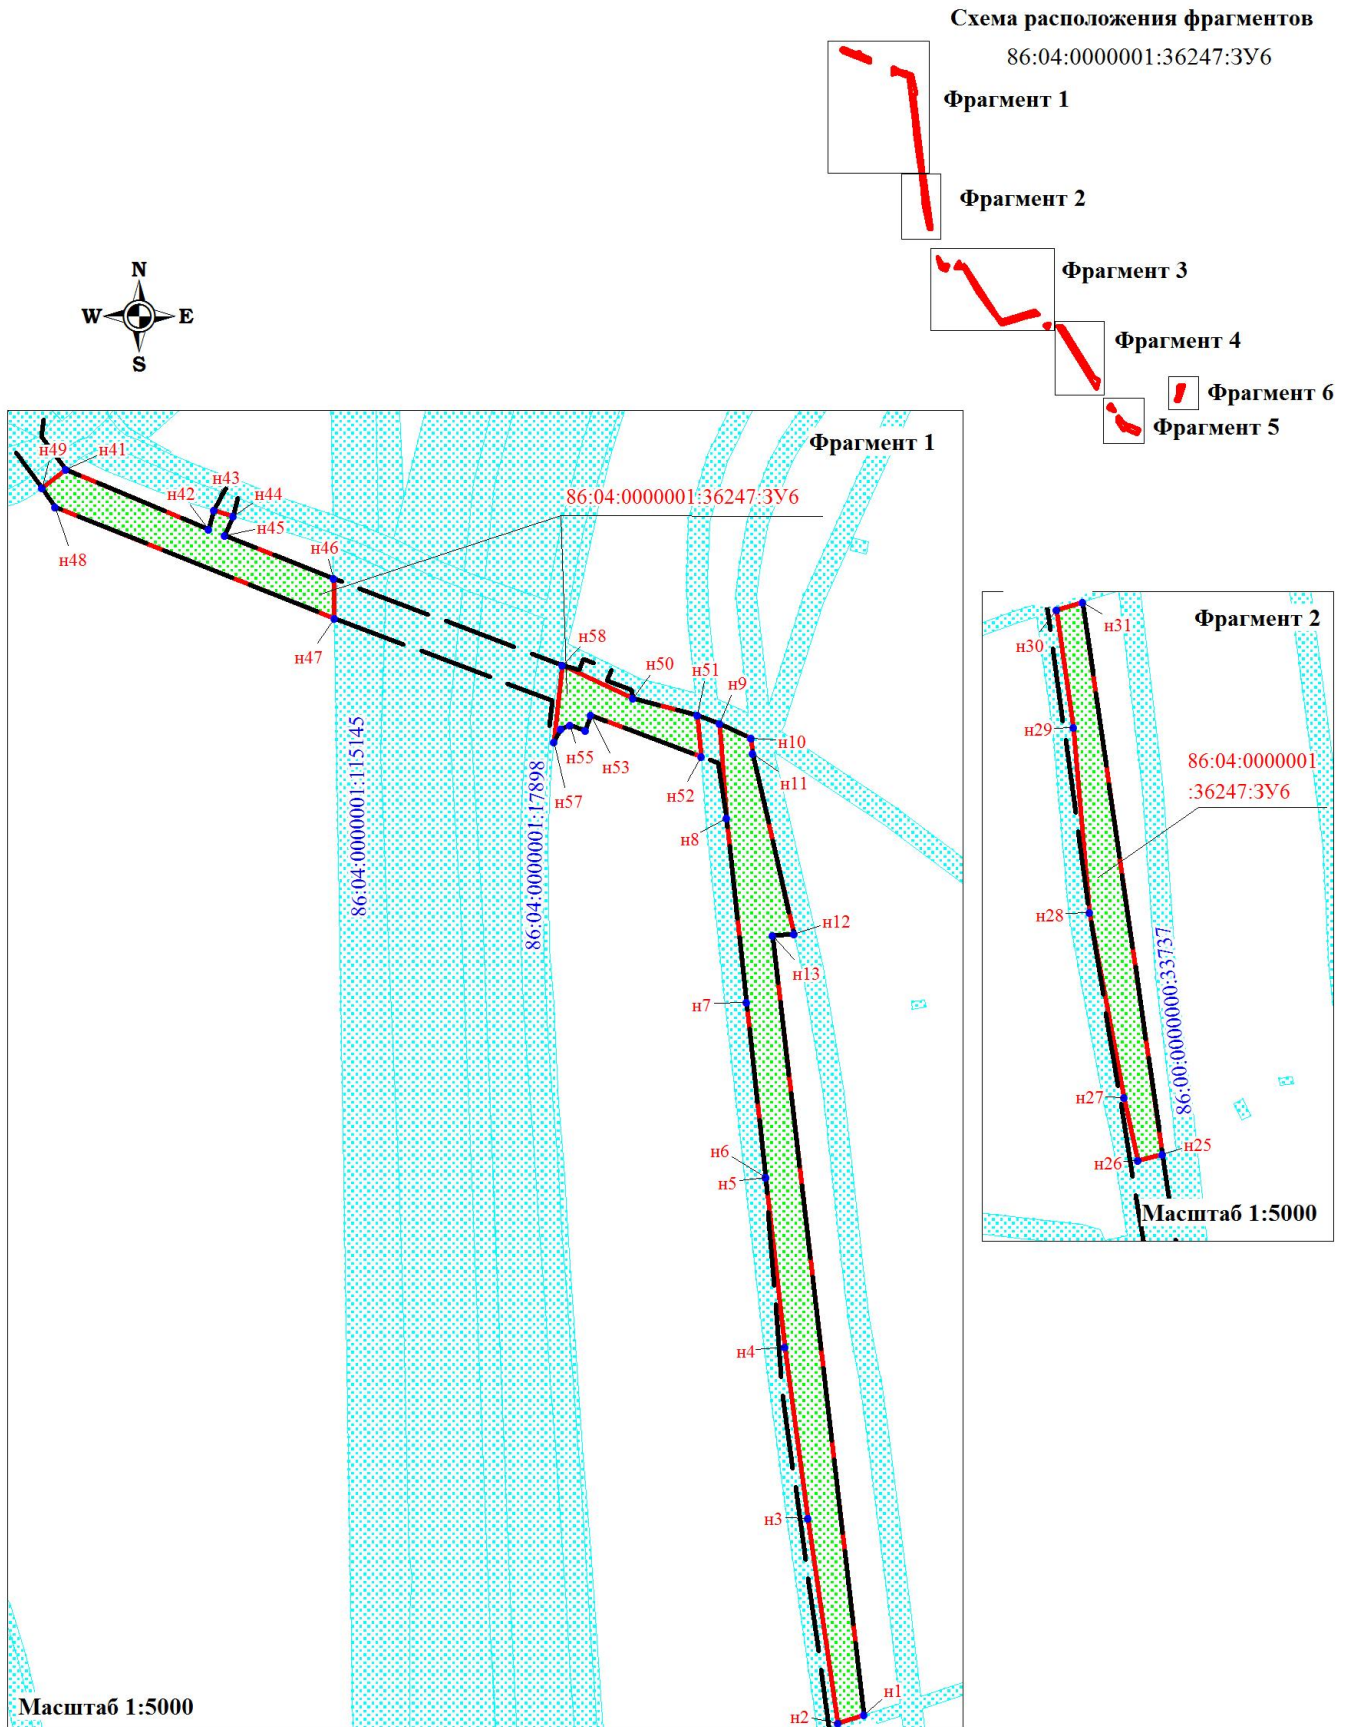 Схема расположения фрагментов
86:04:0000001:36247:ЗУ6
Фрагмент 1
Фрагмент 2
Фрагмент 3
Фрагмент 4
Фрагмент 6
Фрагмент 5
N
W
E
S
Фрагмент 1
н49
н41
н43
н42
н44
н45
н48
н46
н47
86:04:0000001:36247:ЗУ6
н58
н50
н51
н9
н10
н11
н55
н53
н52
н57
н8
86:04:0000001:115145
86:04:0000001:17898
н12
н13
н7
н6
н5
н4
н3
н1
н2
Масштаб 1:5000
Фрагмент 2
н31
н30
н29
86:04:0000001
:36247:ЗУ6
н28
86:00:0000000:33737
н27
н25
н26
Масштаб 1:5000